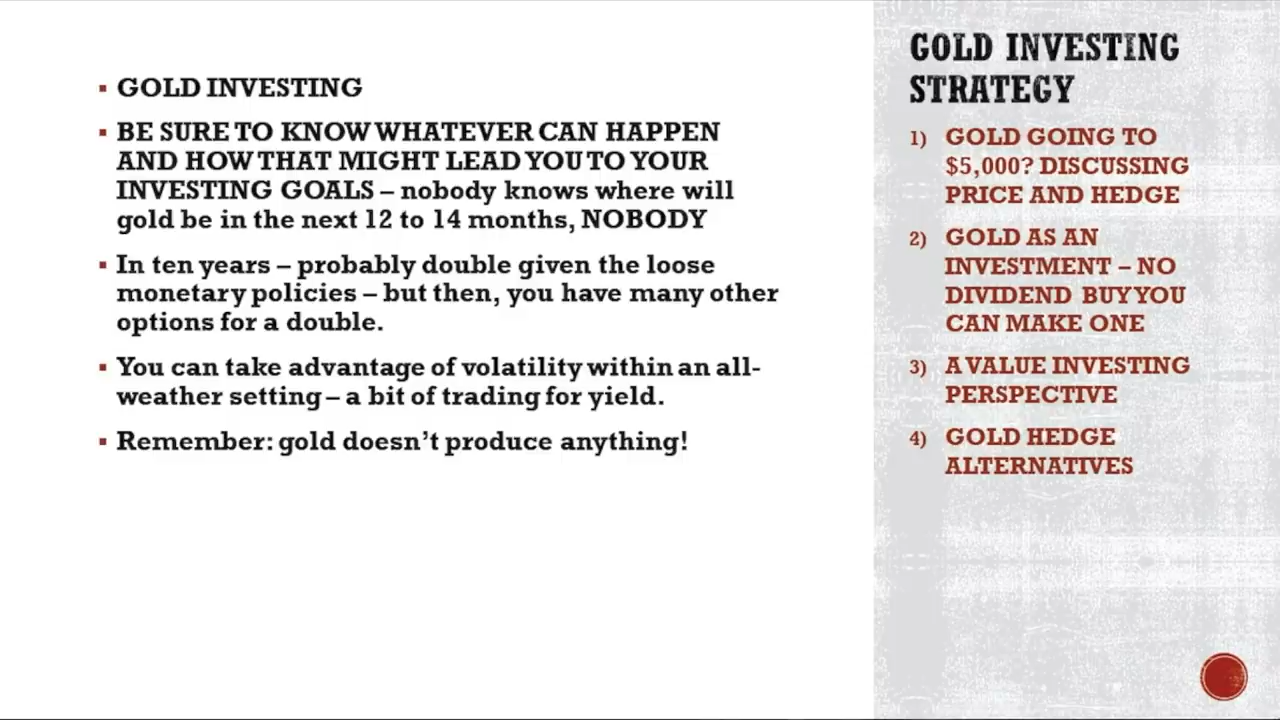 GOLD INVESTING
BE SURE TO KNOW WHATEVER CAN HAPPEN
AND HOW THAT MIGHT LEAD YOU TO YOUR
INVESTING GOALS – nobody knows where will
gold be in the next 12 to 14 months, NOBODY
In ten years – probably double given the loose
monetary policies – but then, you have many other
options for a double.
You can take advantage of volatility within an all-
weather setting – a bit of trading for yield.
Remember: gold doesn't produce anything!
GOLD INVESTING
STRATEGY
1) GOLD GOING TO
$5,000? DISCUSSING
PRICE AND HEDGE
2) GOLD AS AN
INVESTMENT – NO
DIVIDEND BUY YOU
CAN MAKE ONE
3) A VALUE INVESTING
PERSPECTIVE
4) GOLD HEDGE
ALTERNATIVES